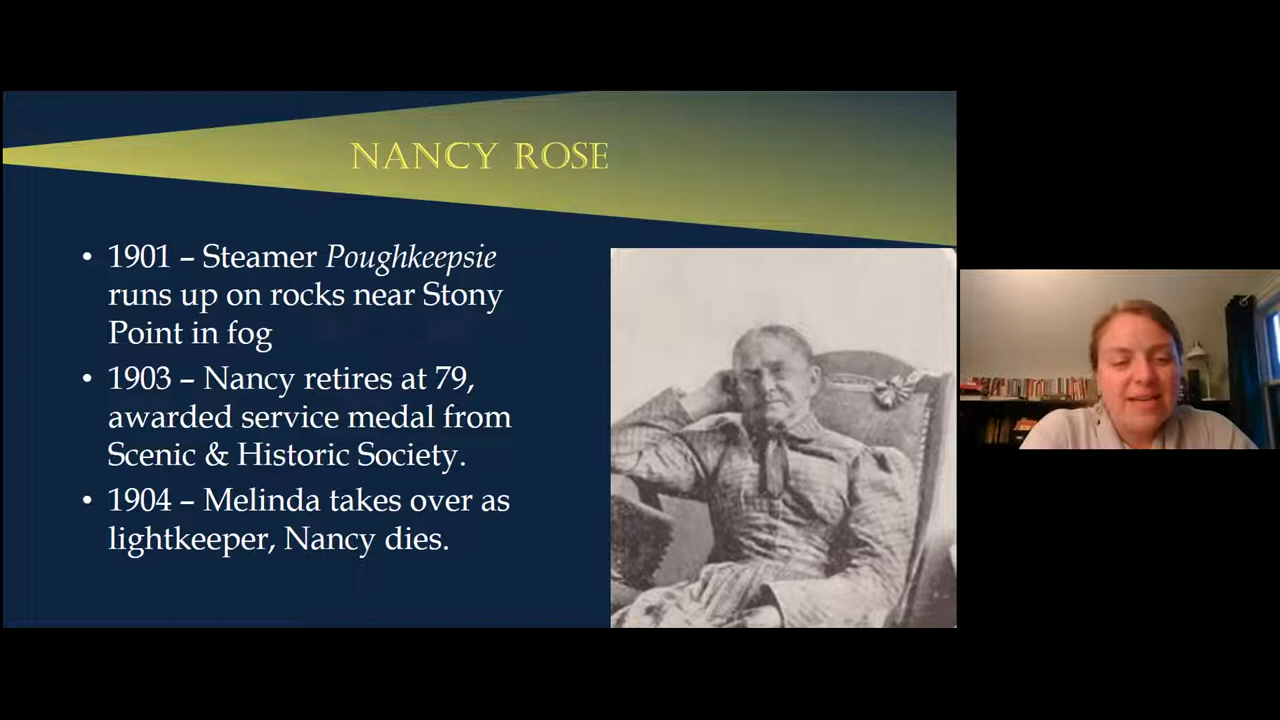 NANCY ROSE
• 1901 – Steamer Poughkeepsie
runs up on rocks near Stony
Point in fog
• 1903 – Nancy retires at 79,
awarded service medal from
Scenic & Historic Society.
• 1904 – Melinda takes over as
lightkeeper, Nancy dies.